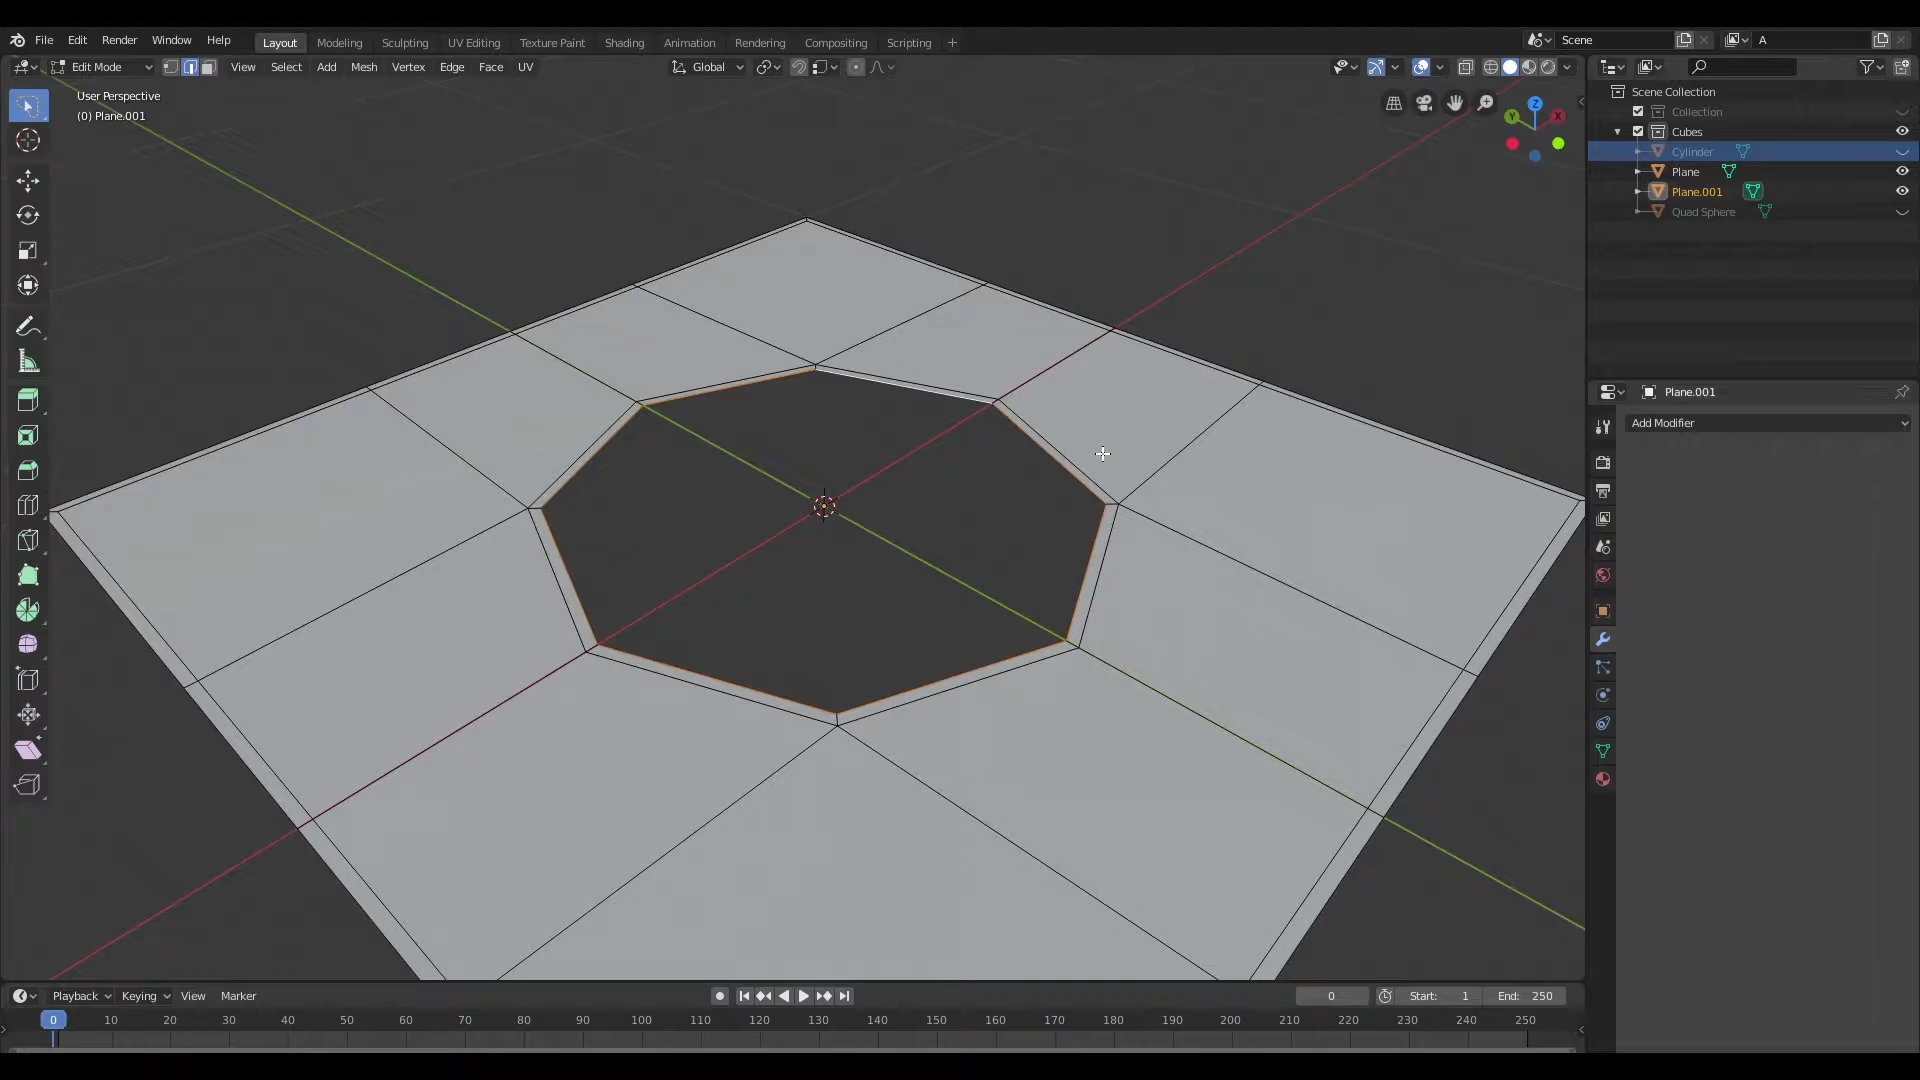 File Edit Render Window Help Layout Modeling Sculpting UV Editing Texture Paint Shading Animation Rendering Compositing Scripting + Scene A
Edit Mode View Select Add Mesh Vertex Edge Face UV Global
User Perspective
(0) Plane.001
Z
Y
X
Scene Collection
Collection
Cubes
Cylinder
Plane
Plane.001
Quad Sphere
Plane.001
Add Modifier
Playback Keying View Marker 0 Start: 1 End: 250
0 10 20 30 40 50 60 70 80 90 100 110 120 130 140 150 160 170 180 190 200 210 220 230 240 250